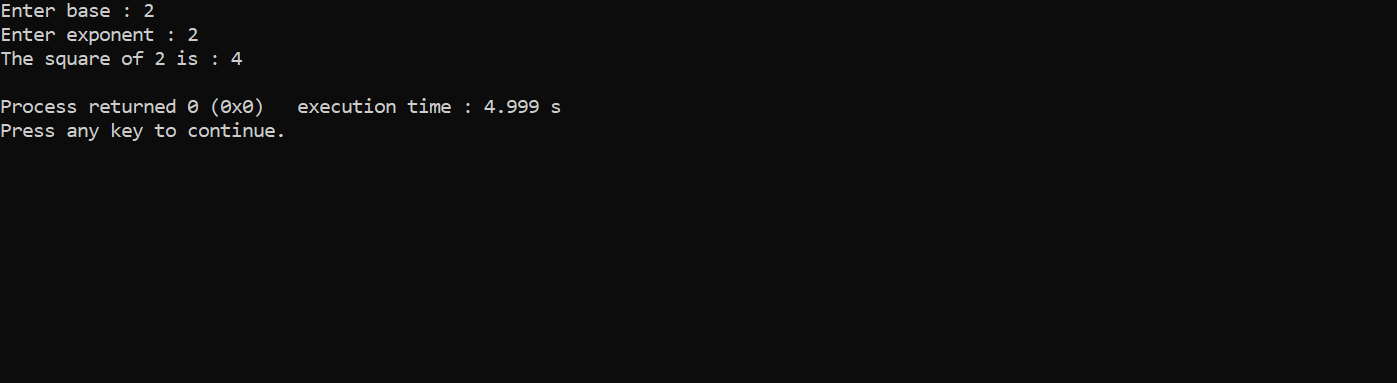 Enter base : 2
Enter exponent : 2
The square of 2 is : 4
Process returned 0 (0x0)   execution time : 4.999 s
Press any key to continue.